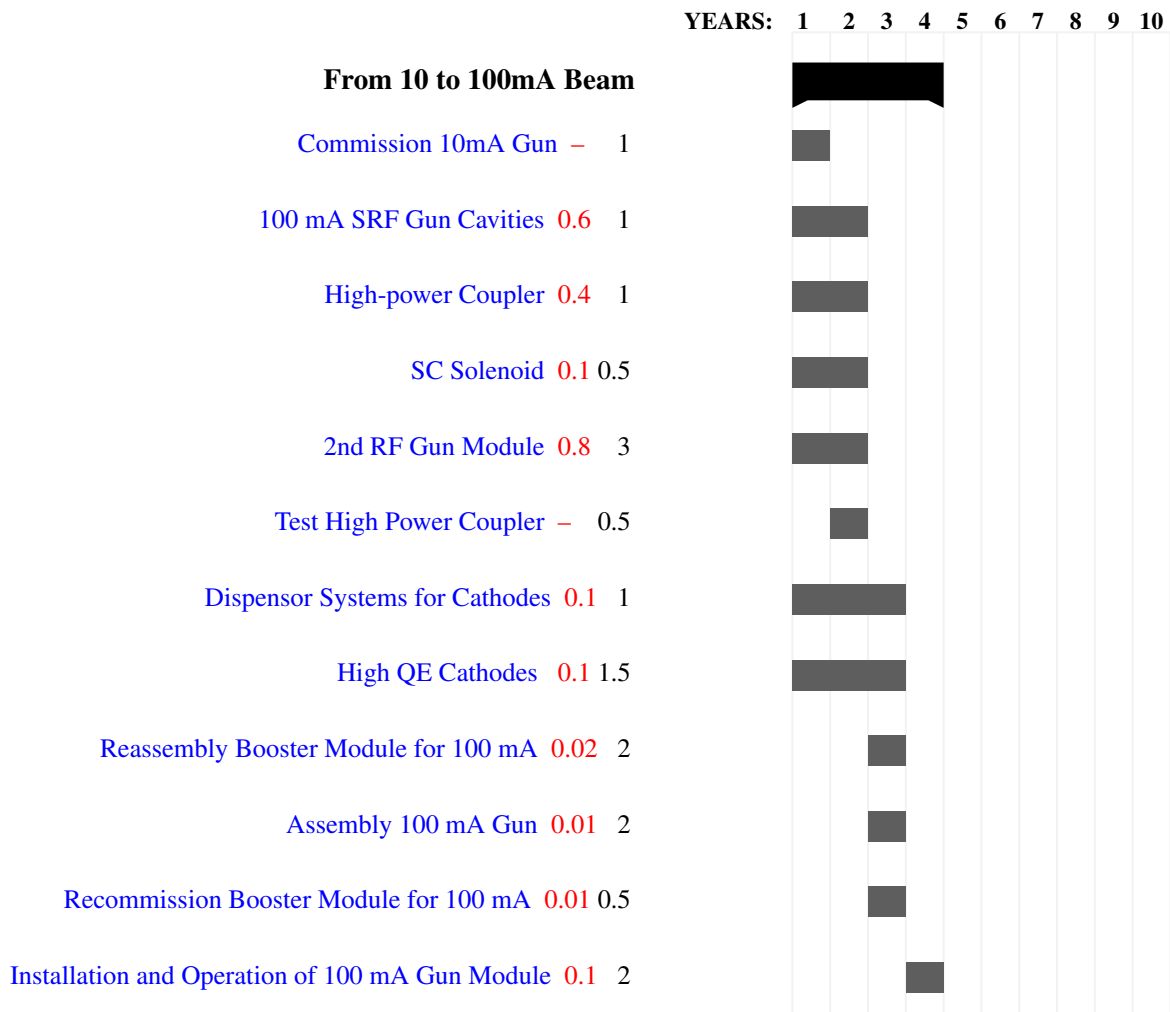 YEARS: 1 2 3 4 5 6 7 8 9 10
From 10 to 100mA Beam
Commission 10mA Gun – 1
100 mA SRF Gun Cavities 0.6 1
High-power Coupler 0.4 1
SC Solenoid 0.1 0.5
2nd RF Gun Module 0.8 3
Test High Power Coupler – 0.5
Dispensor Systems for Cathodes 0.1 1
High QE Cathodes 0.1 1.5
Reassembly Booster Module for 100 mA 0.02 2
Assembly 100 mA Gun 0.01 2
Recommission Booster Module for 100 mA 0.01 0.5
Installation and Operation of 100 mA Gun Module 0.1 2